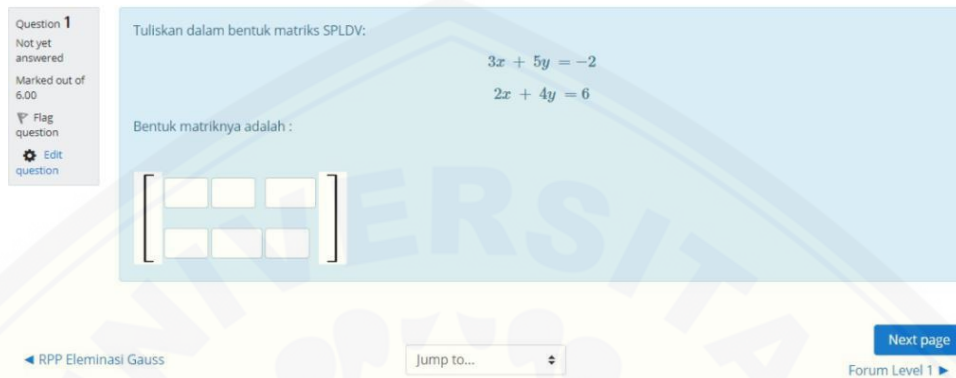 Question 1
Not yet
answered
Marked out of
6.00
Flag
question
Edit
question
Tuliskan dalam bentuk matriks SPLDV:
3x + 5y = −2
2x + 4y = 6
Bentuk matriknya adalah :
UNIVERSITA
Next page
◄ RPP Eleminasi Gauss
Jump to...
Forum Level 1 ►